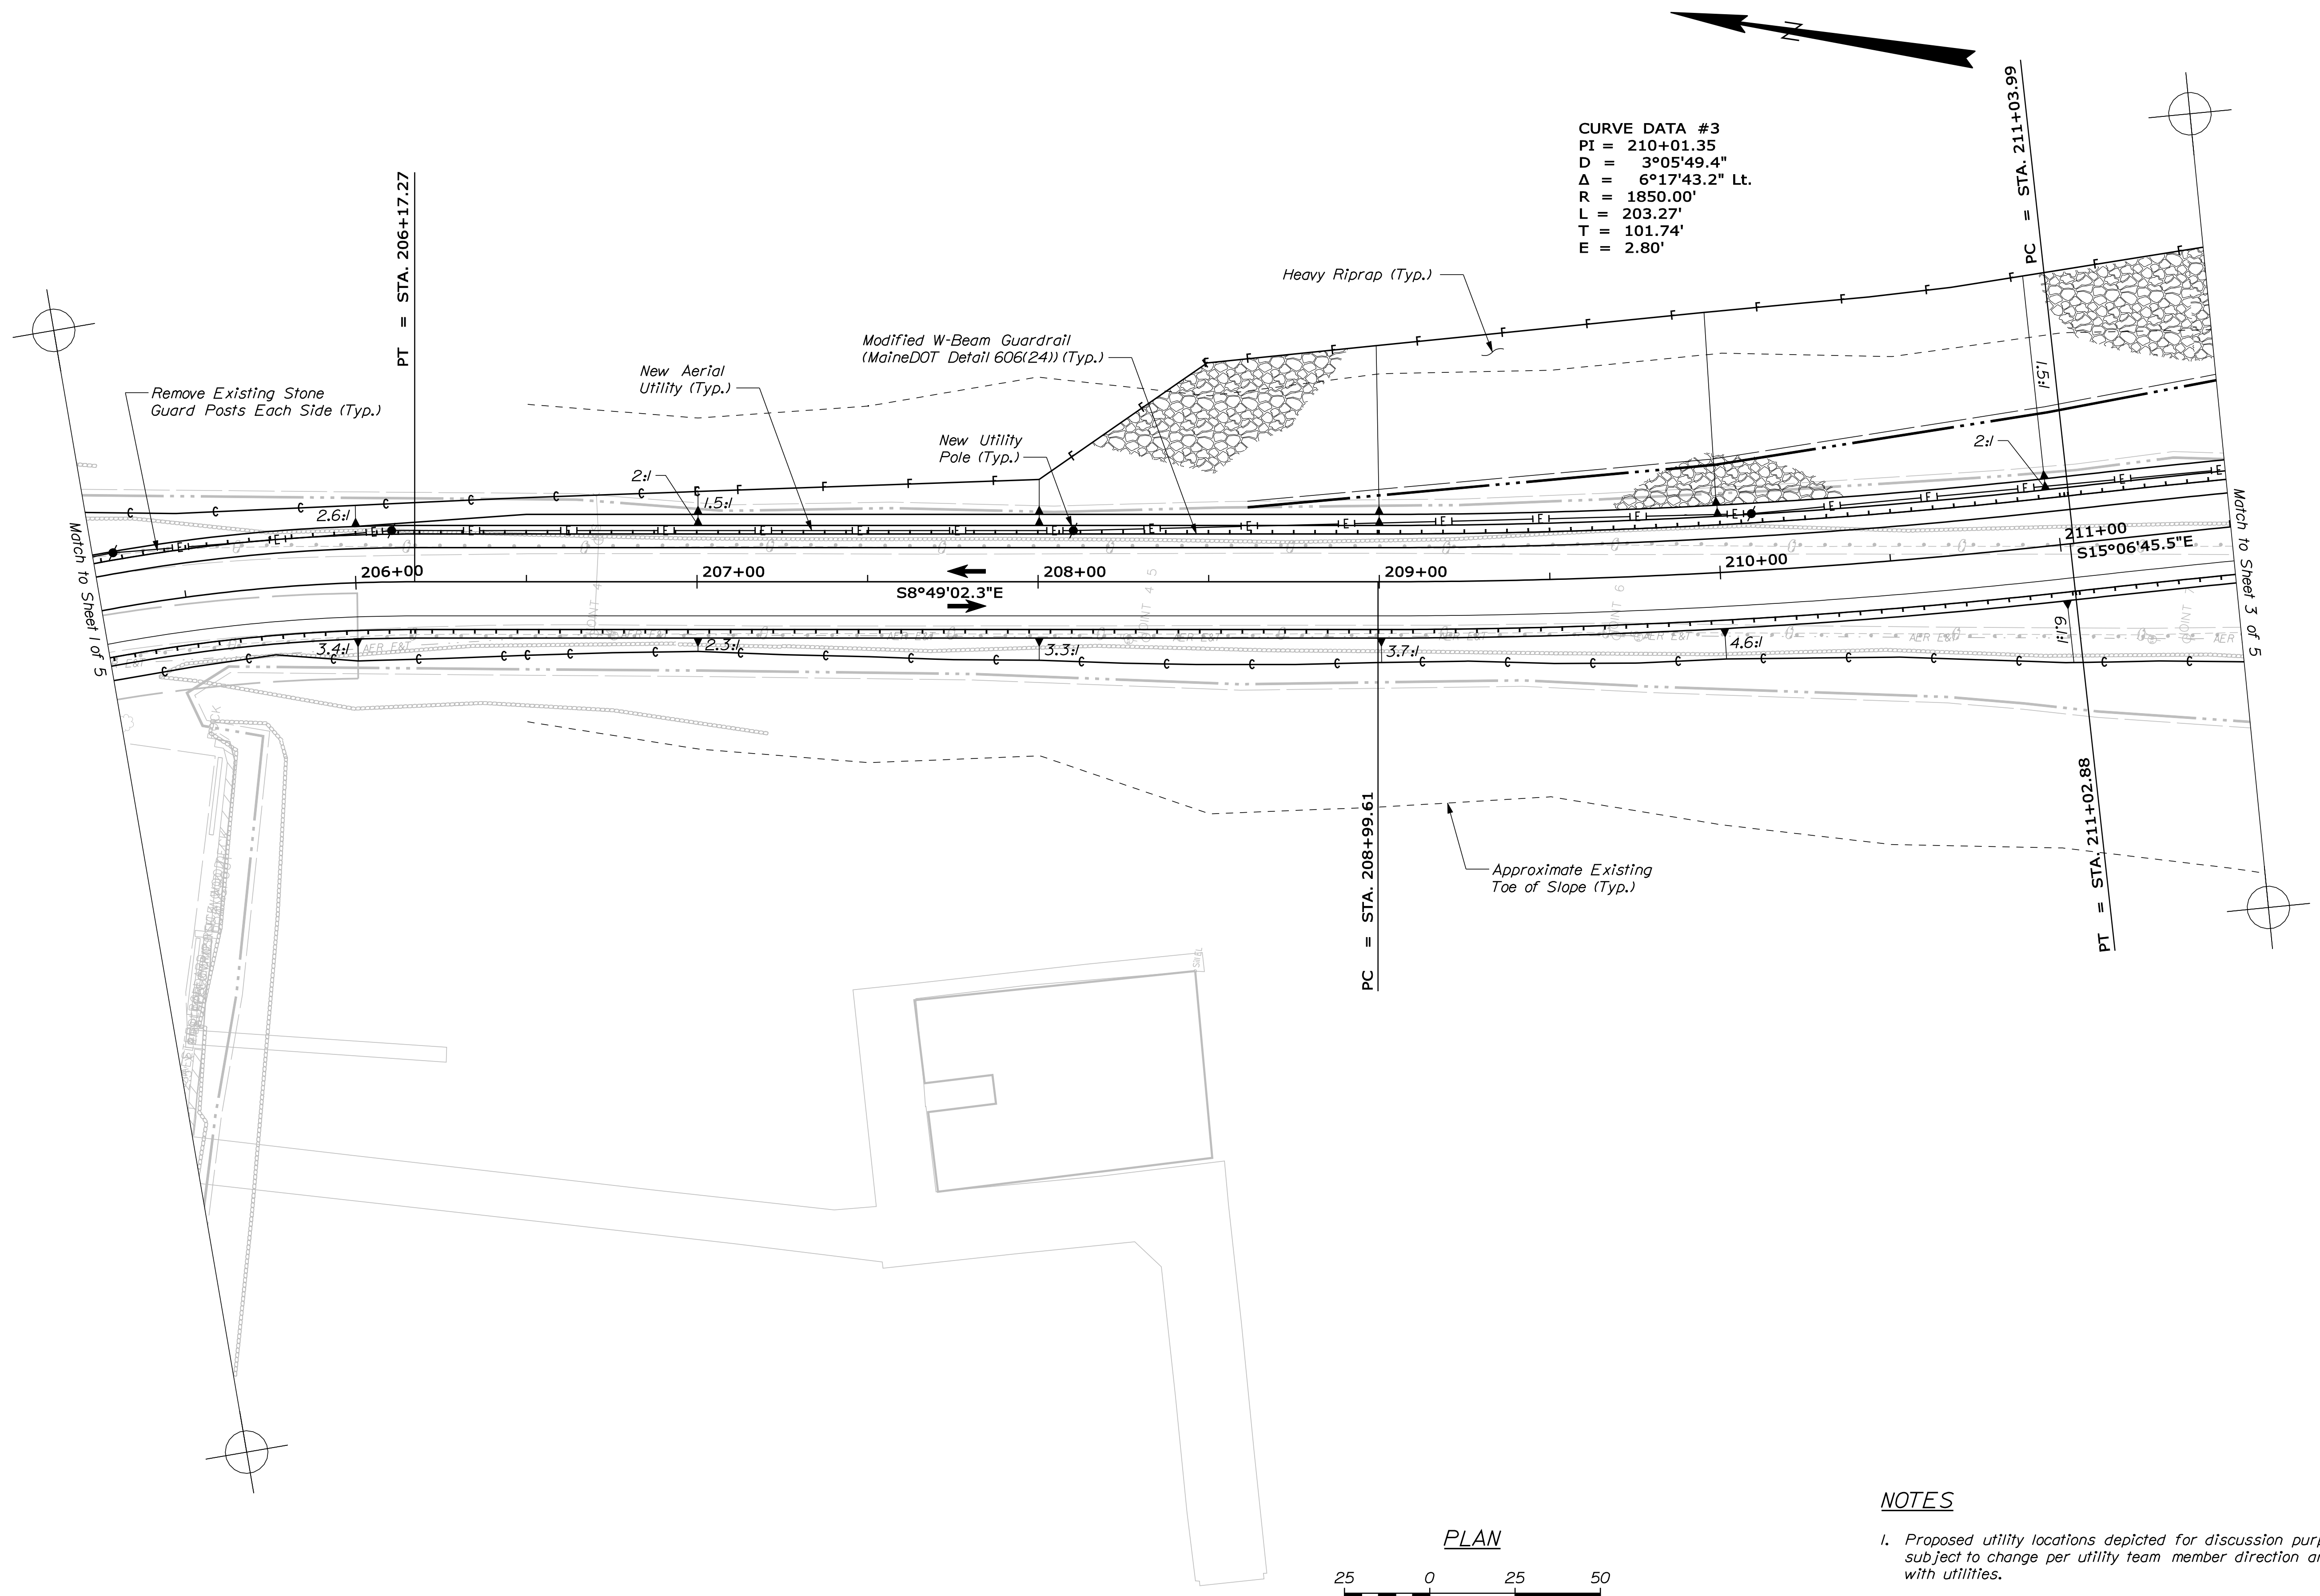 N
PC = STA. 211+03.99
CURVE DATA #3
PI = 210+01.35
D = 3°05'49.4"
Δ = 6°17'43.2" Lt.
R = 1850.00'
L = 203.27'
T = 101.74'
E = 2.80'
PT = STA. 206+17.27
Heavy Riprap (Typ.)
Modified W-Beam Guardrail
(MaineDOT Detail 606(24)) (Typ.)
New Aerial
Utility (Typ.)
Remove Existing Stone
Guard Posts Each Side (Typ.)
New Utility
Pole (Typ.)
1.5:1
2:1
2:1
1.5:1
2.6:1
Match to Sheet 1 of 5
Match to Sheet 3 of 5
206+00
207+00
208+00
209+00
210+00
211+00
S8°49'02.3"E
S15°06'45.5"E
3.4:1
2.3:1
3.3:1
3.7:1
4.6:1
6.1:1
AER E&T
AER E&T
AER E&T
AER E&T
AER E&T
PC = STA. 208+99.61
PT = STA. 211+02.88
Approximate Existing
Toe of Slope (Typ.)
NOTES
1. Proposed utility locations depicted for discussion
subject to change per utility team member direction
with utilities.
PLAN
25 0 25 50